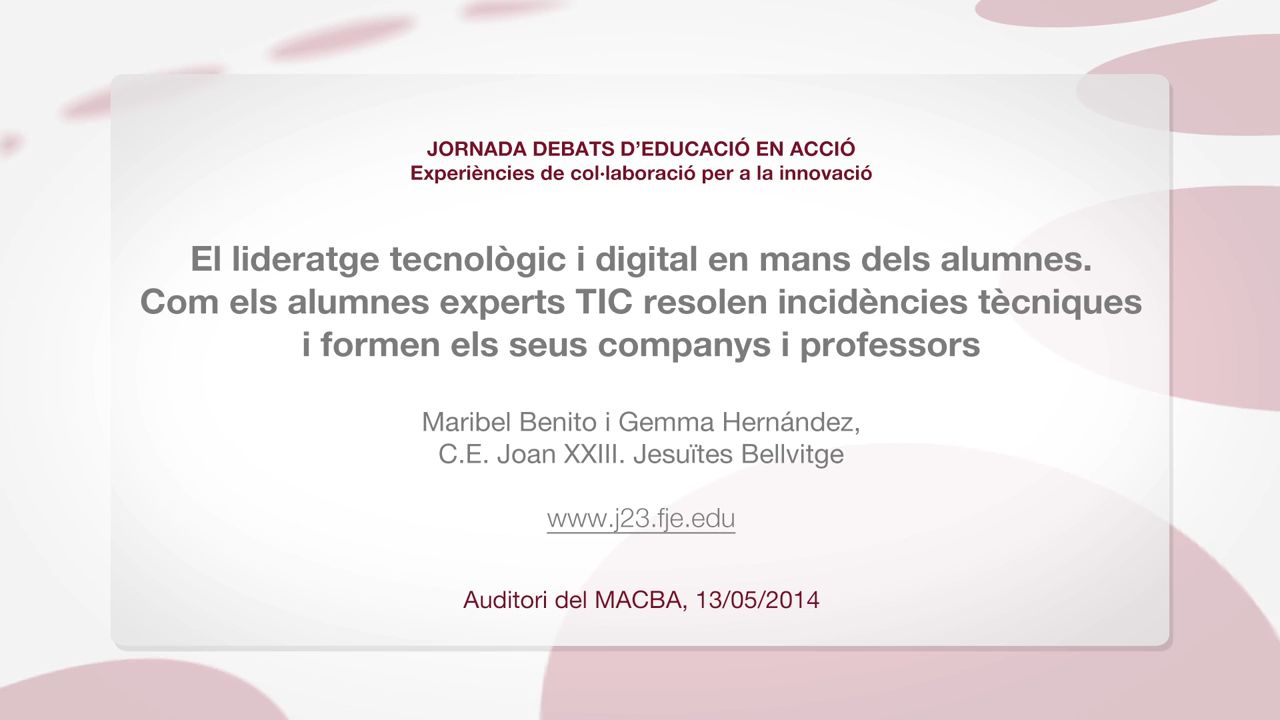 JORNADA DEBATS D’EDUCACIÓ EN ACCIÓ
Experiències de col·laboració per a la innovació
El lideratge tecnològic i digital en mans dels alumnes.
Com els alumnes experts TIC resolen incidències tècniques
i formen els seus companys i professors
Maribel Benito i Gemma Hernández,
C.E. Joan XXIII. Jesuïtes Bellvitge
www.j23.fje.edu
Auditori del MACBA, 13/05/2014